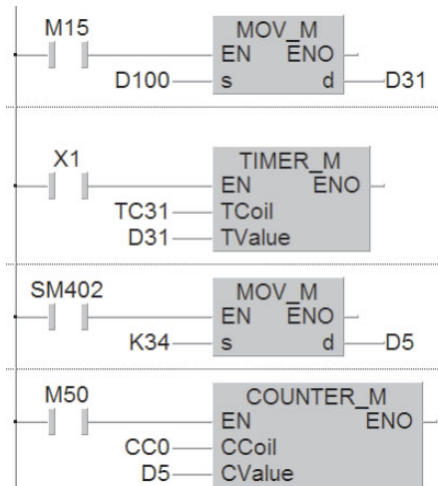 M15
MOV_M
EN ENO
D100 s d D31
X1
TIMER_M
EN ENO
TC31 TCoil
D31 TValue
SM402
MOV_M
EN ENO
K34 s d D5
M50
COUNTER_M
EN ENO
CC0 CCoil
D5 CValue